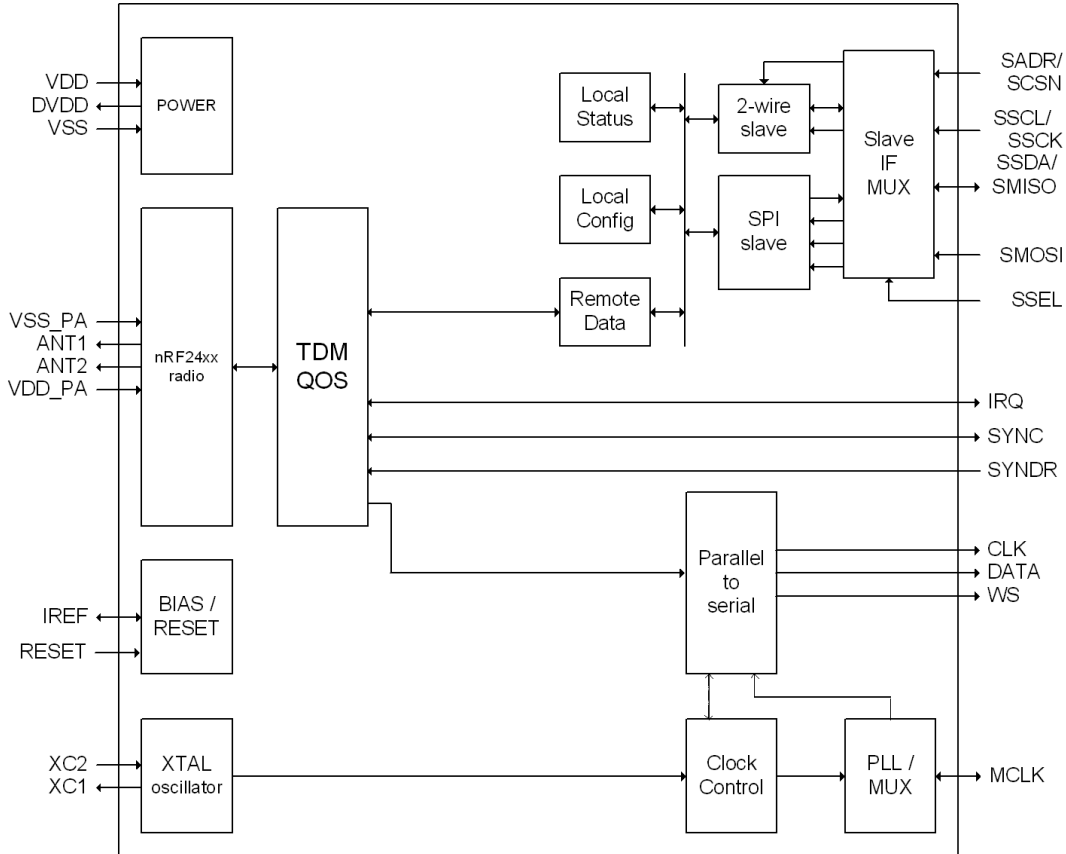 VDD
DVDD
VSS
POWER
VSS_PA
ANT1
ANT2
VDD_PA
nRF24xx
radio
TDM
QOS
IREF
RESET
BIAS /
RESET
XC2
XC1
XTAL
oscillator
Local
Status
Local
Config
Remote
Data
2-wire
slave
SPI
slave
Slave
IF
MUX
SADR/
SCSN
SSCL/
SSCK
SSDA/
SMISO
SMOSI
SSEL
IRQ
SYNC
SYNDR
Parallel
to
serial
CLK
DATA
WS
Clock
Control
PLL /
MUX
MCLK